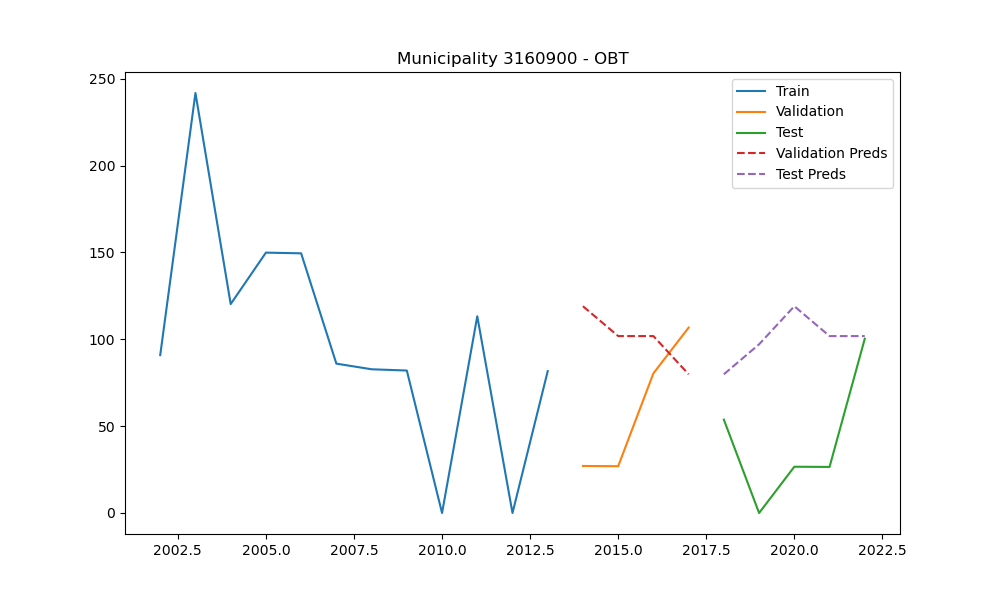 Municipality 3160900 - OBT
250
200
150
100
50
0
2002.5 2005.0 2007.5 2010.0 2012.5 2015.0 2017.5 2020.0 2022.5
Train
Validation
Test
Validation Preds
Test Preds